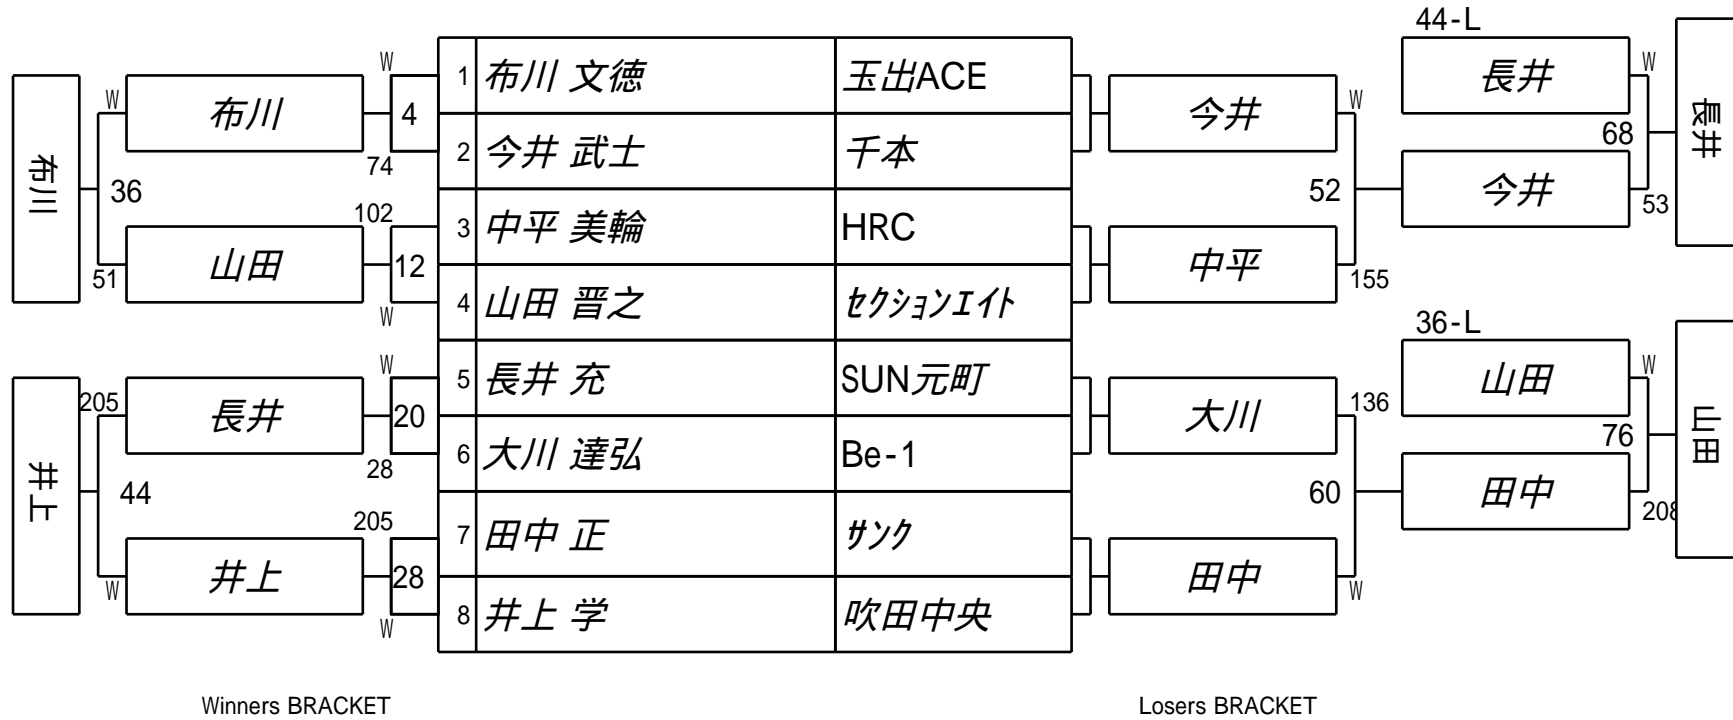 44-L
W
1 布川 文徳 玉出ACE
長井
W
布川
W
4
今井
W
長井
74
2 今井 武士 千本
68
布川
36
52
今井
53
102
3 中平 美輪 HRC
山田
51
12
中平
155
W
4 山田 晋之 セクションエイト
36-L
W
5 長井 充 SUN元町
山田
W
205
長井
20
大川
136
山田
28
6 大川 達弘 Be-1
76
井上
44
60
田中
208
205
7 田中 正 サンク
井上
W
28
田中
W
W
8 井上 学 吹田中央
Winners BRACKET
Losers BRACKET